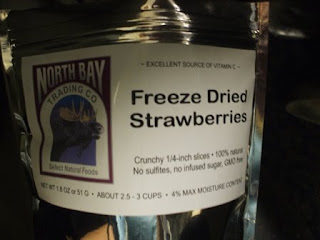 NORTH BAY
TRADING CO.
Select Natural Foods
~ EXCELLENT SOURCE OF VITAMIN C ~
Freeze Dried
Strawberries
Crunchy 1/4-inch slices • 100% natural
No sulfites, no infused sugar, GMO free
NET WT 1.8 OZ or 51 G • ABOUT 2.5 - 3 CUPS • 4% MAX MOISTURE CONTENT